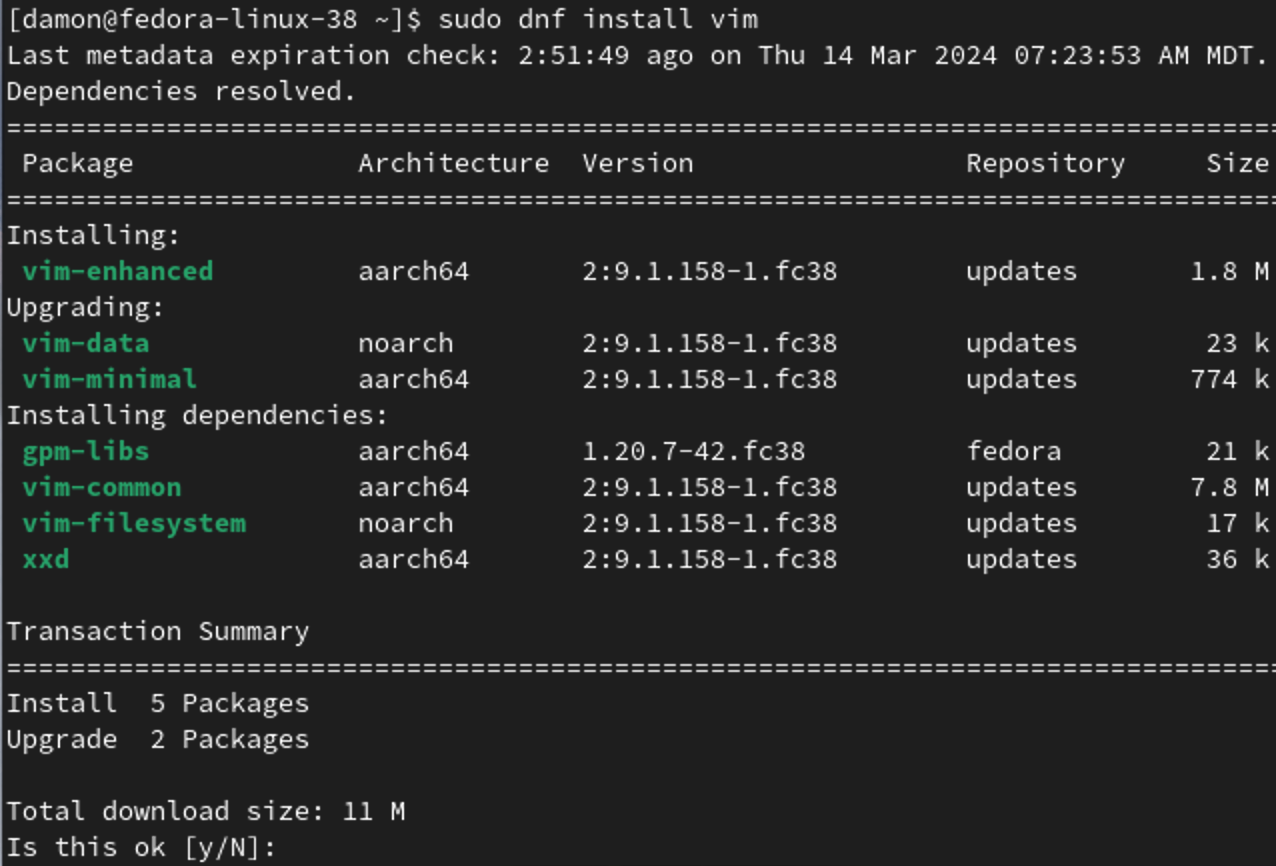 [damon@fedora-linux-38 ~]$ sudo dnf install vim
Last metadata expiration check: 2:51:49 ago on Thu 14 Mar 2024 07:23:53 AM MDT.
Dependencies resolved.
================================================================================
 Package              Architecture  Version                 Repository     Size
================================================================================
Installing:
 vim-enhanced         aarch64       2:9.1.158-1.fc38        updates       1.8 M
Upgrading:
 vim-data             noarch        2:9.1.158-1.fc38        updates        23 k
 vim-minimal          aarch64       2:9.1.158-1.fc38        updates       774 k
Installing dependencies:
 gpm-libs             aarch64       1.20.7-42.fc38          fedora         21 k
 vim-common           aarch64       2:9.1.158-1.fc38        updates       7.8 M
 vim-filesystem       noarch        2:9.1.158-1.fc38        updates        17 k
 xxd                  aarch64       2:9.1.158-1.fc38        updates        36 k

Transaction Summary
================================================================================
Install  5 Packages
Upgrade  2 Packages

Total download size: 11 M
Is this ok [y/N]: